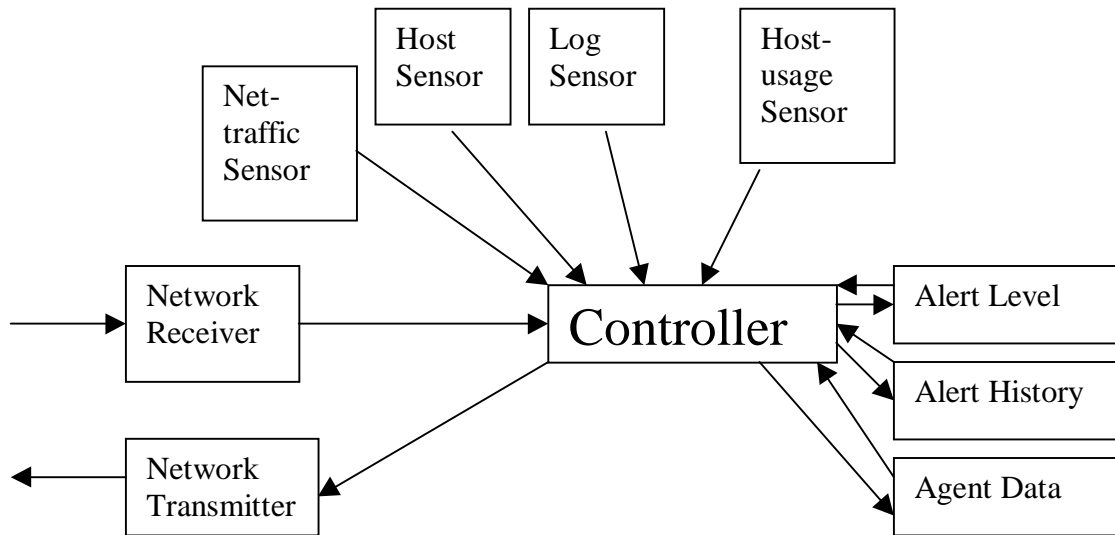 Host
Sensor
Log
Sensor
Host-
usage
Sensor
Net-
traffic
Sensor
Network
Receiver
Controller
Alert Level
Alert History
Network
Transmitter
Agent Data